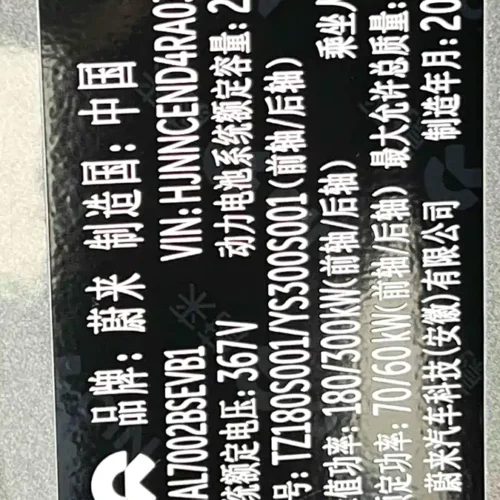 品牌: 蔚来 制造国: 中国
AL7002BSEVB1 VIN: HJNNCEND4RA03
统额定电压: 367V 动力电池系统额定容量: 2
号: TZ180S001/YS300S001(前轴/后轴)
值功率: 180/300kW(前轴/后轴) 乘坐人
定功率: 70/60kW(前轴/后轴) 最大允许总质量:
蔚来汽车科技(安徽)有限公司 制造年月: 20